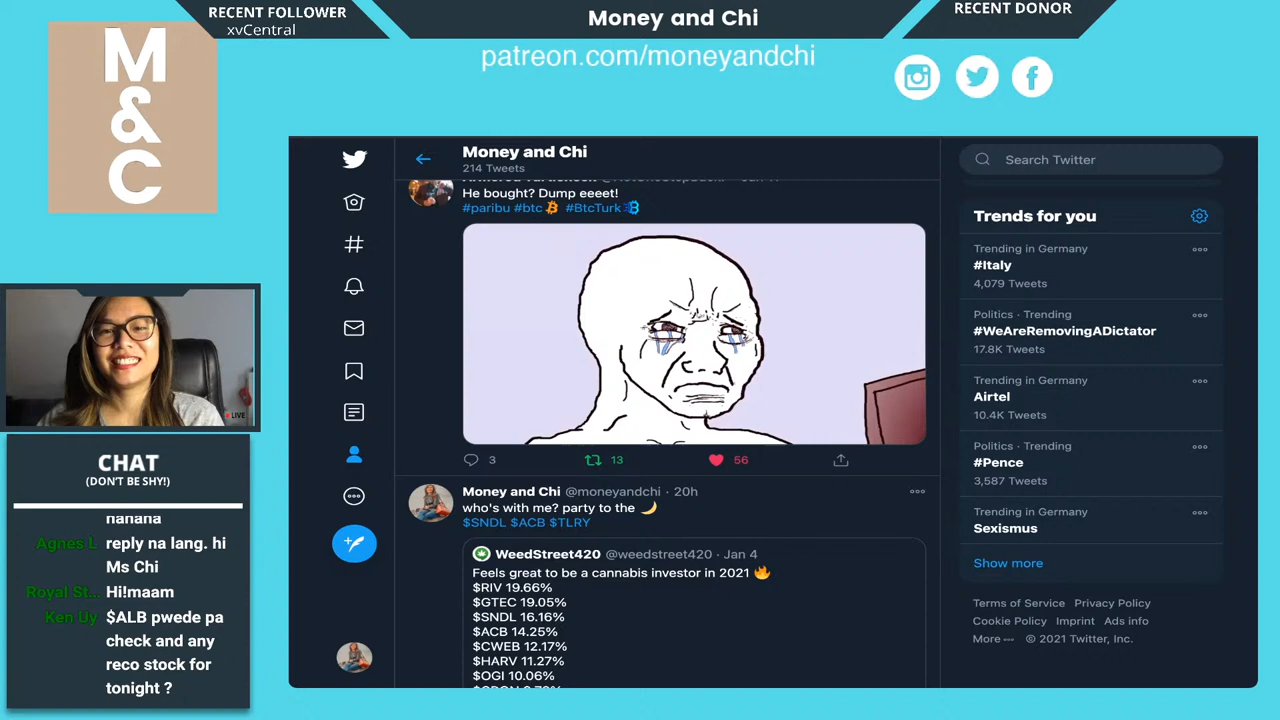 RECENT FOLLOWER
xvCentral
Money and Chi
RECENT DONOR
patreon.com/moneyandchi
M
&
C
Money and Chi
214 Tweets
He bought? Dump eeeet!
#paribu #btc #BtcTurk
3
13
56
Money and Chi @moneyandchi · 20h
who's with me? party to the 🌙
$SNDL $ACB $TLRY
WeedStreet420 @weedstreet420 · Jan 4
Feels great to be a cannabis investor in 2021 🔥
$RIV 19.66%
$GTEC 19.05%
$SNDL 16.16%
$ACB 14.25%
$CWEB 12.17%
$HARV 11.27%
$OGI 10.06%
Search Twitter
Trends for you
Trending in Germany
#Italy
4,079 Tweets
Politics · Trending
#WeAreRemovingADictator
17.8K Tweets
Trending in Germany
Airtel
10.4K Tweets
Politics · Trending
#Pence
3,587 Tweets
Trending in Germany
Sexismus
Show more
Terms of Service Privacy Policy
Cookie Policy Imprint Ads info
More ··· © 2021 Twitter, Inc.
LIVE
CHAT
(DON'T BE SHY!)
hahaha
Agnes L reply na lang. hi
Ms Chi
Royal St... Hi!maam
Ken Uy $ALB pwede pa
check and any
reco stock for
tonight ?